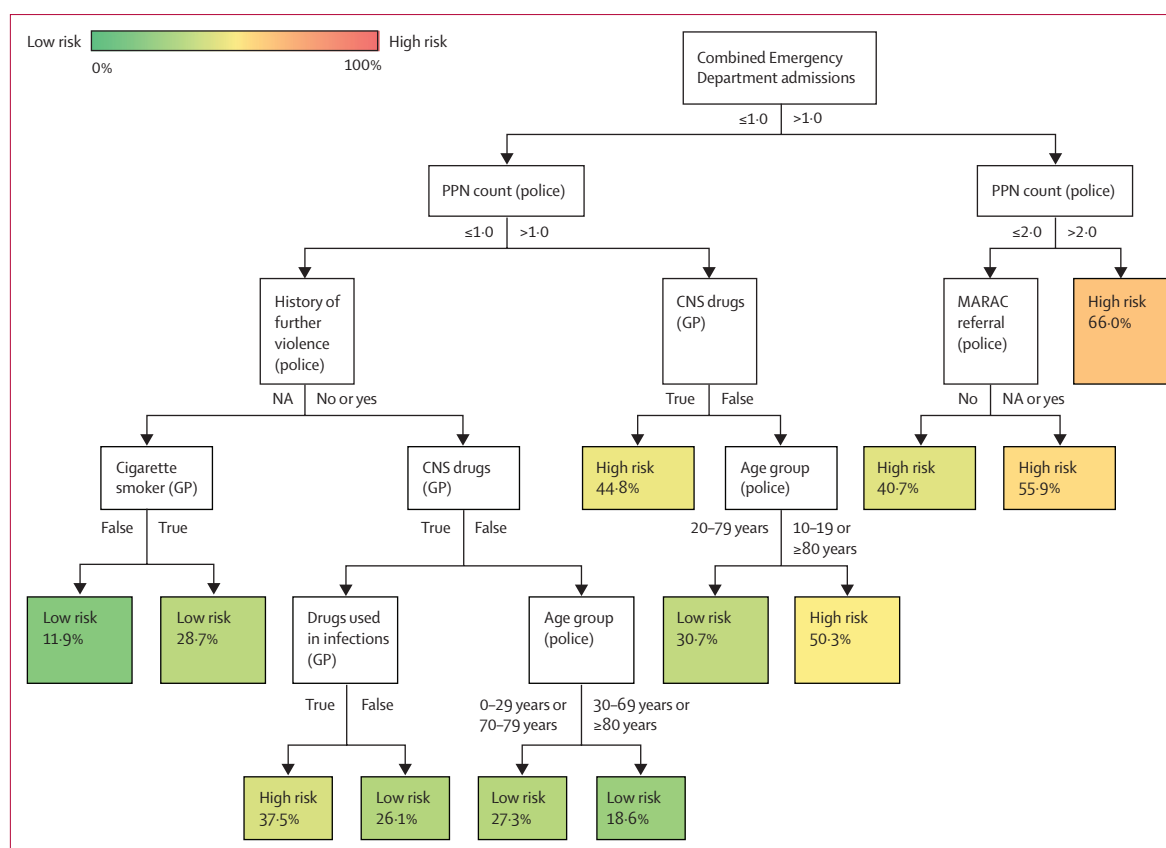 Low risk
High risk
0%
100%
Combined Emergency
Department admissions
≤1·0 >1·0
PPN count (police)
PPN count (police)
≤1·0 >1·0
≤2·0 >2·0
History of
further
violence
(police)
CNS drugs
(GP)
MARAC
referral
(police)
High risk
66·0%
NA No or yes
True False
No NA or yes
Cigarette
smoker (GP)
CNS drugs
(GP)
High risk
44·8%
Age group
(police)
High risk
40·7%
High risk
55·9%
False True
True False
20–79 years
10–19 or
≥80 years
Low risk
11·9%
Low risk
28·7%
Drugs used
in infections
(GP)
Age group
(police)
Low risk
30·7%
High risk
50·3%
True False
0–29 years or
70–79 years
30–69 years or
≥80 years
High risk
37·5%
Low risk
26·1%
Low risk
27·3%
Low risk
18·6%